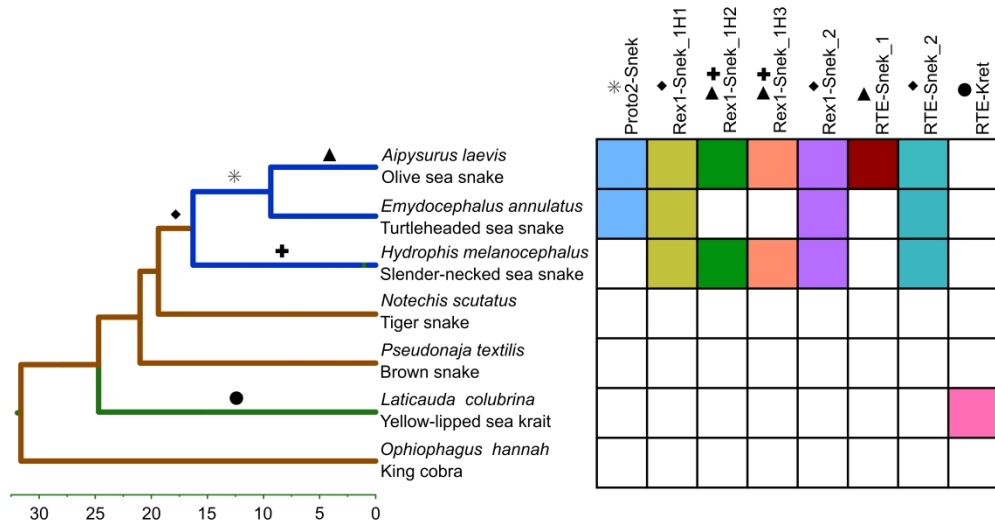 Proto2-Snek
Rex1-Snek_1H1
Rex1-Snek_1H2
Rex1-Snek_1H3
Rex1-Snek_2
RTE-Snek_1
RTE-Snek_2
RTE-Kret
Aipysurus laevis
Olive sea snake
Emydocephalus annulatus
Turtleheaded sea snake
Hydrophis melanocephalus
Slender-necked sea snake
Notechis scutatus
Tiger snake
Pseudonaja textilis
Brown snake
Laticauda colubrina
Yellow-lipped sea krait
Ophiophagus hannah
King cobra
30 25 20 15 10 5 0